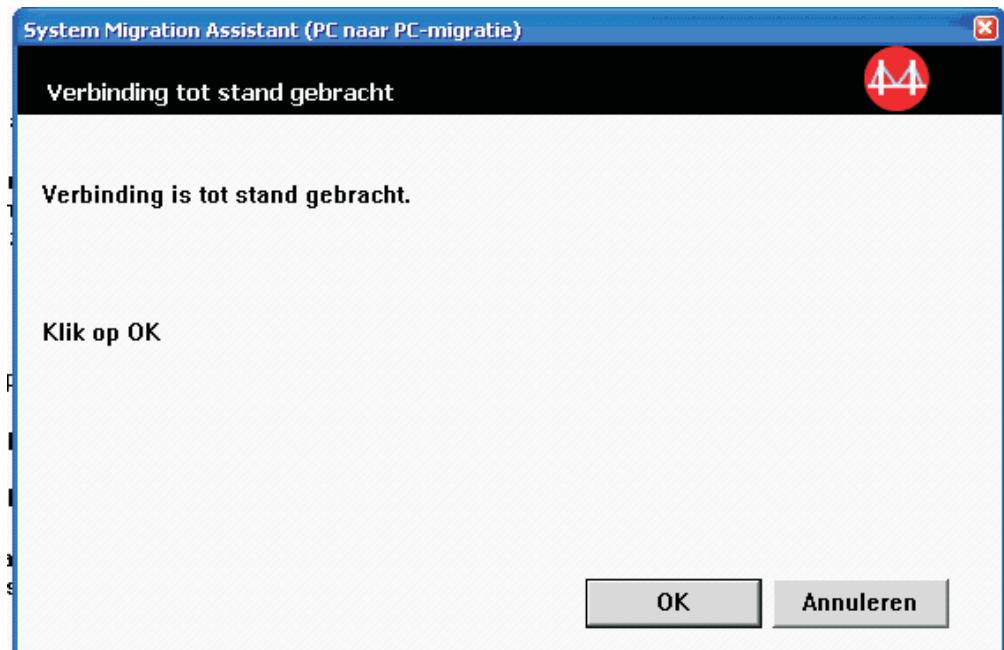 System Migration Assistant (PC naar PC-migratie)
Verbinding tot stand gebracht
Verbinding is tot stand gebracht.
Klik op OK
OK
Annuleren